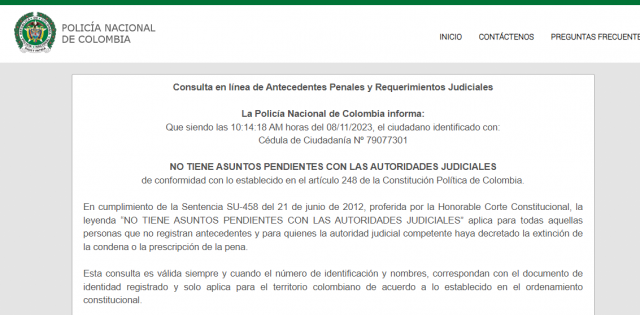 POLICÍA NACIONAL
DE COLOMBIA
INICIO CONTÁCTENOS PREGUNTAS FRECUENTE
Consulta en línea de Antecedentes Penales y Requerimientos Judiciales
La Policía Nacional de Colombia informa:
Que siendo las 10:14:18 AM horas del 08/11/2023, el ciudadano identificado con:
Cédula de Ciudadanía Nº 79077301
NO TIENE ASUNTOS PENDIENTES CON LAS AUTORIDADES JUDICIALES
de conformidad con lo establecido en el artículo 248 de la Constitución Política de Colombia.
En cumplimiento de la Sentencia SU-458 del 21 de junio de 2012, proferida por la Honorable Corte Constitucional, la
leyenda "NO TIENE ASUNTOS PENDIENTES CON LAS AUTORIDADES JUDICIALES" aplica para todas aquellas
personas que no registran antecedentes y para quienes la autoridad judicial competente haya decretado la extinción de
la condena o la prescripción de la pena.
Esta consulta es válida siempre y cuando el número de identificación y nombres, correspondan con el documento de
identidad registrado y solo aplica para el territorio colombiano de acuerdo a lo establecido en el ordenamiento
constitucional.